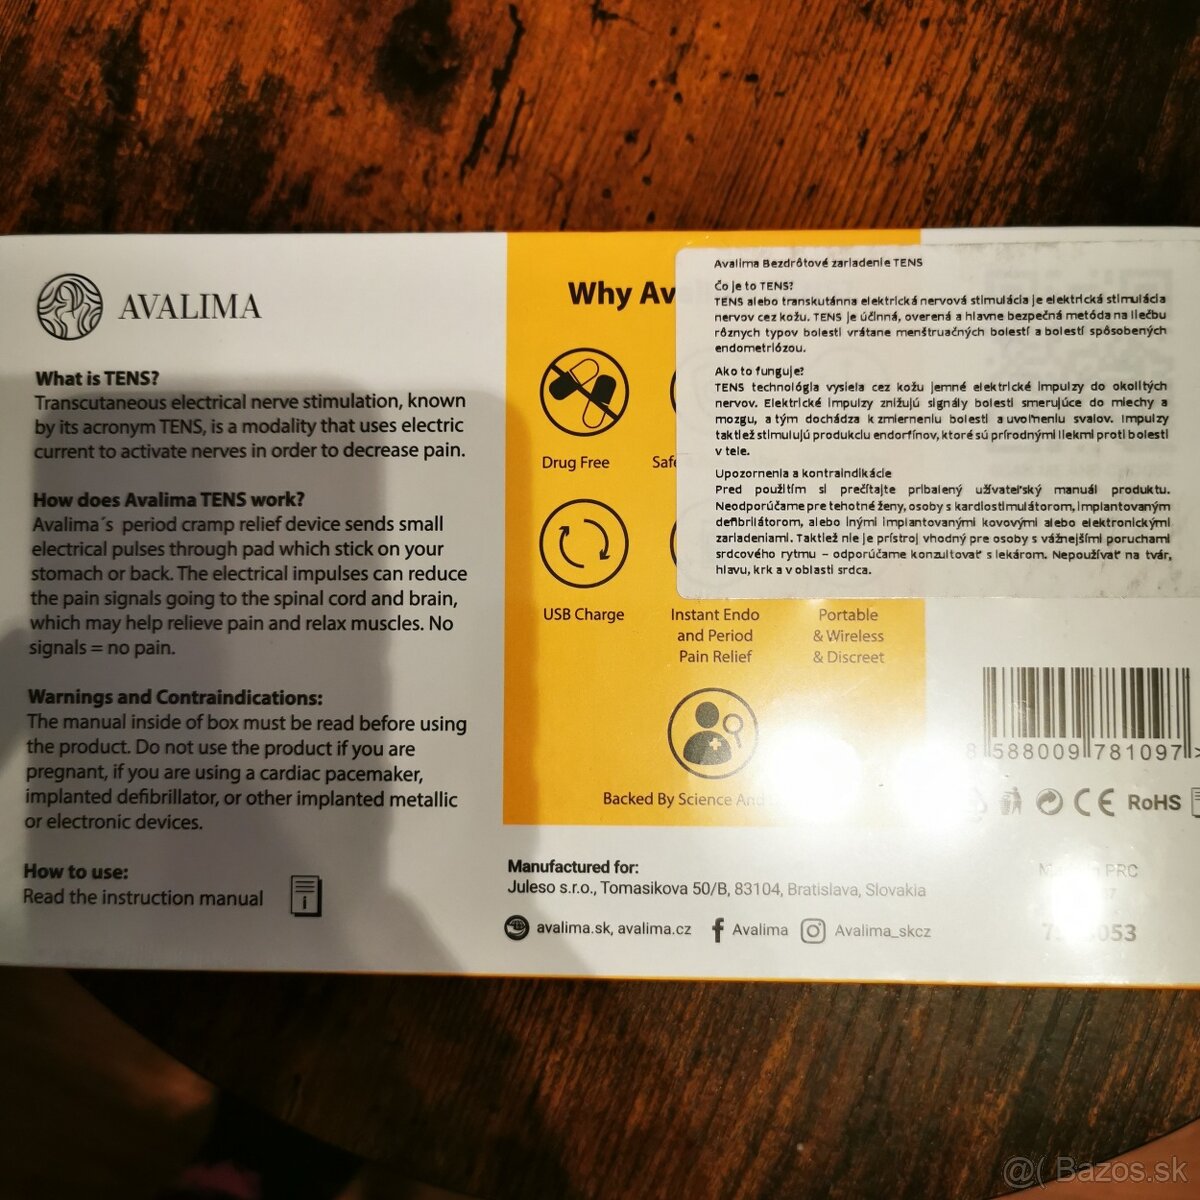 AVALIMA
What is TENS?
Transcutaneous electrical nerve stimulation, known
by its acronym TENS, is a modality that uses electric
current to activate nerves in order to decrease pain.
How does Avalima TENS work?
Avalima´s period cramp relief device sends small
electrical pulses through pad which stick on your
stomach or back. The electrical impulses can reduce
the pain signals going to the spinal cord and brain,
which may help relieve pain and relax muscles. No
signals = no pain.
Warnings and Contraindications:
The manual inside of box must be read before using
the product. Do not use the product if you are
pregnant, if you are using a cardiac pacemaker,
implanted defibrillator, or other implanted metallic
or electronic devices.
How to use:
Read the instruction manual
Why Av
Drug Free
Safe
USB Charge
Instant Endo
and Period
Pain Relief
Portable
& Wireless
& Discreet
Backed By Science And
Avalima Bezdrôtové zariadenie TENS
Čo je to TENS?
TENS alebo transkutánna elektrická nervová stimulácia je elektrická stimulácia
nervov cez kožu. TENS je účinná, overená a hlavne bezpečná metóda na liečbu
rôznych typov bolesti vrátane menštruačných bolestí a bolestí spôsobených
endometriózou.
Ako to funguje?
TENS technológia vysiela cez kožu jemné elektrické impulzy do okolitých
nervov. Elektrické impulzy znižujú signály bolesti smerujúce do miechy a
mozgu, a tým dochádza k zmierneniu bolesti a uvoľneniu svalov. Impulzy
taktiež stimulujú produkciu endorfínov, ktoré sú prírodnými liekmi proti bolesti
v tele.
Upozornenia a kontraindikácie
Pred použitím si prečítajte pribalený užívateľský manuál produktu.
Neodporúčame pre tehotné ženy, osoby s kardiostimulátorom, implantovaným
defibrilátorom, alebo inými implantovanými kovovými alebo elektronickými
zariadeniami. Taktiež nie je prístroj vhodný pre osoby s vážnejšími poruchami
srdcového rytmu – odporúčame konzultovať s lekárom. Nepoužívať na tvár,
hlavu, krk a v oblasti srdca.
8 588009 781097 >
CE RoHS
Manufactured for:
Juleso s.r.o., Tomasikova 50/B, 83104, Bratislava, Slovakia
avalima.sk, avalima.cz Avalima Avalima_skcz
PRC
053
@( Bazos.sk